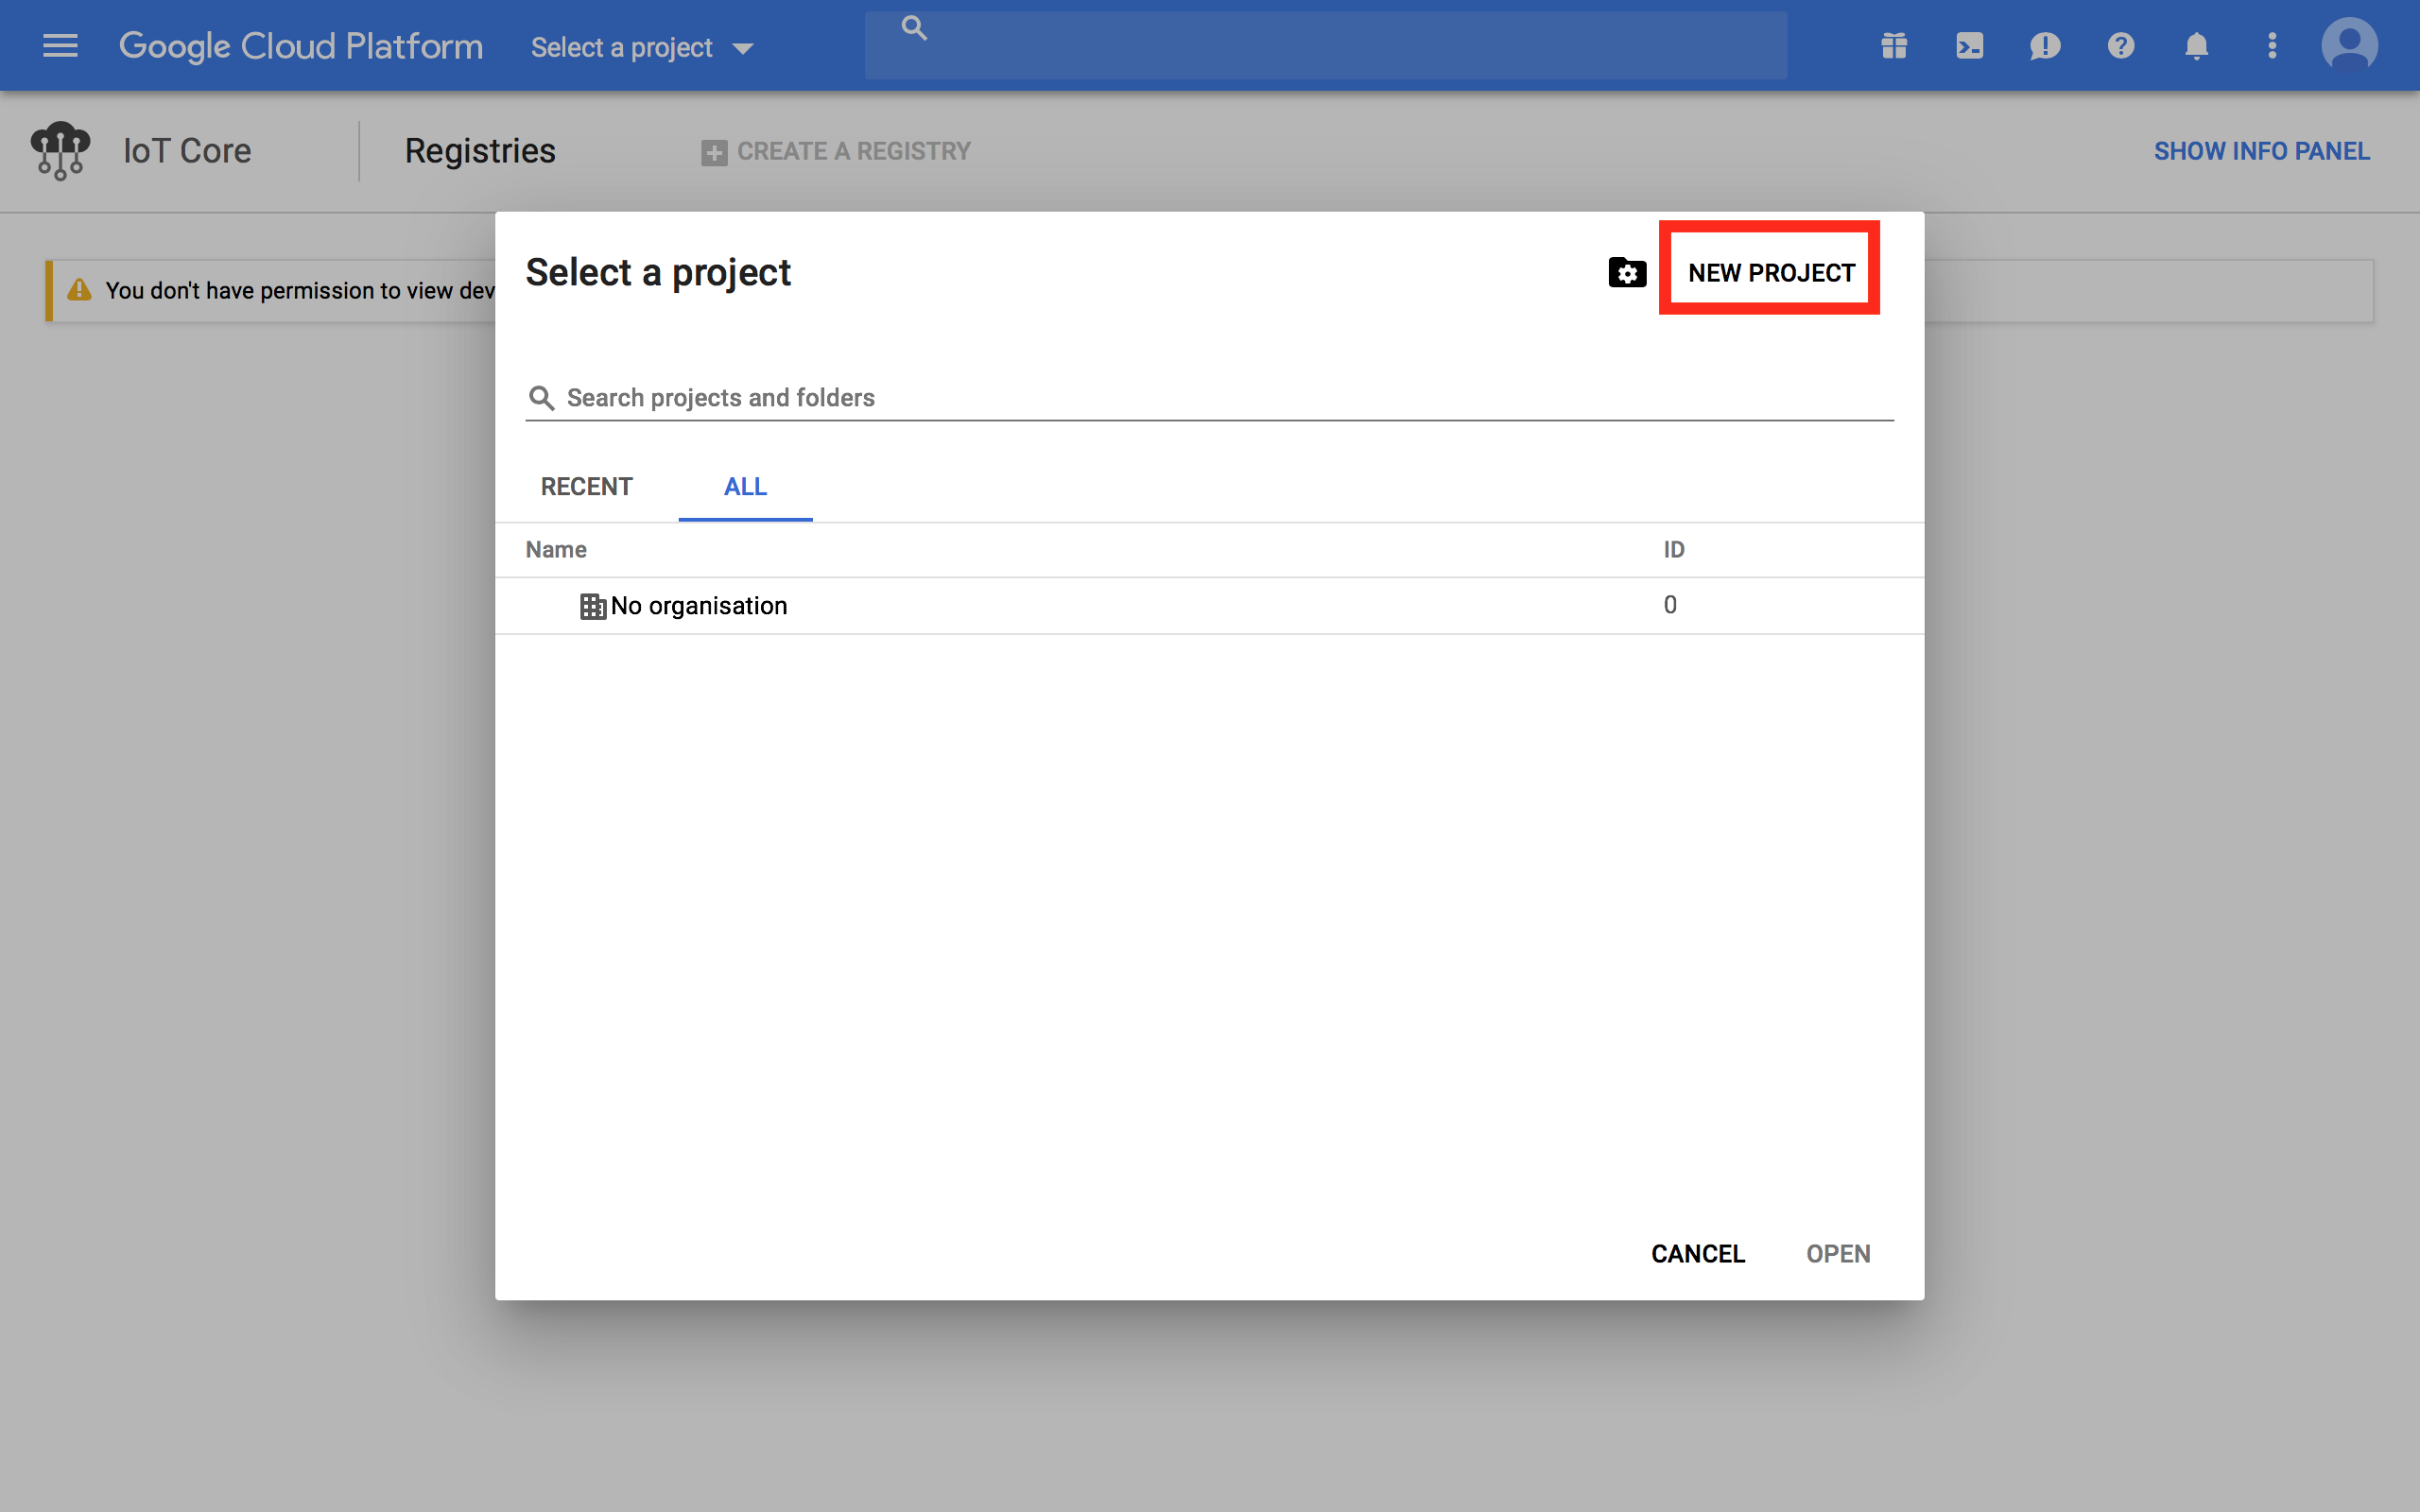 Google Cloud Platform
Select a project
IoT Core
Registries
CREATE A REGISTRY
SHOW INFO PANEL
You don't have permission to view dev
Select a project
NEW PROJECT
Search projects and folders
RECENT
ALL
Name
ID
No organisation
0
CANCEL
OPEN